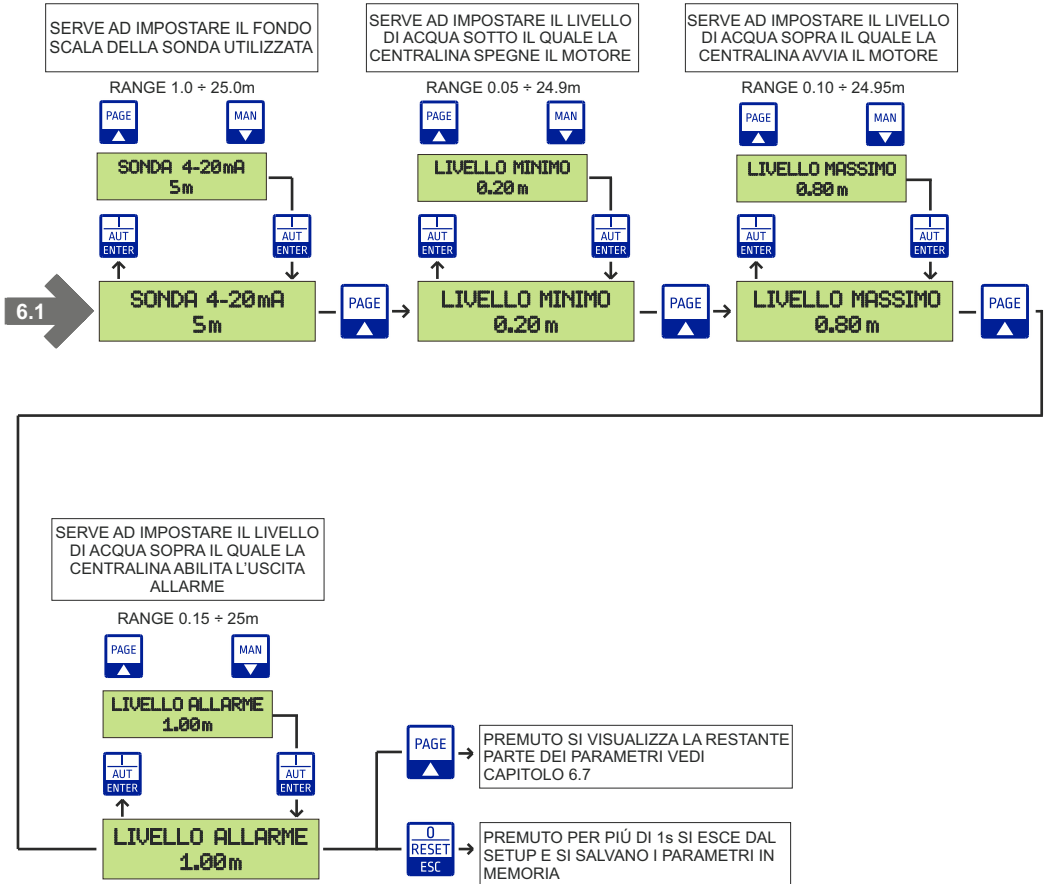 SERVE AD IMPOSTARE IL FONDO
SCALA DELLA SONDA UTILIZZATA
RANGE 1.0 ÷ 25.0m
PAGE
MAN
SONDA 4-20mA
5m
AUT
ENTER
AUT
ENTER
6.1
SONDA 4-20mA
5m
PAGE
SERVE AD IMPOSTARE IL LIVELLO
DI ACQUA SOTTO IL QUALE LA
CENTRALINA SPEGNE IL MOTORE
RANGE 0.05 ÷ 24.9m
PAGE
MAN
LIVELLO MINIMO
0.20 m
I
AUT
ENTER
I
AUT
ENTER
LIVELLO MINIMO
0.20 m
PAGE
SERVE AD IMPOSTARE IL LIVELLO
DI ACQUA SOPRA IL QUALE LA
CENTRALINA AVVIA IL MOTORE
RANGE 0.10 ÷ 24.95m
PAGE
MAN
LIVELLO MASSIMO
0.80 m
I
AUT
ENTER
I
AUT
ENTER
LIVELLO MASSIMO
0.80 m
PAGE
SERVE AD IMPOSTARE IL LIVELLO
DI ACQUA SOPRA IL QUALE LA
CENTRALINA ABILITA L'USCITA
ALLARME
RANGE 0.15 ÷ 25m
PAGE
MAN
LIVELLO ALLARME
1.00m
I
AUT
ENTER
I
AUT
ENTER
LIVELLO ALLARME
1.00m
PAGE
PREMUTO SI VISUALIZZA LA RESTANTE
PARTE DEI PARAMETRI VEDI
CAPITOLO 6.7
0
RESET
ESC
PREMUTO PER PIÚ DI 1s SI ESCE DAL
SETUP E SI SALVANO I PARAMETRI IN
MEMORIA